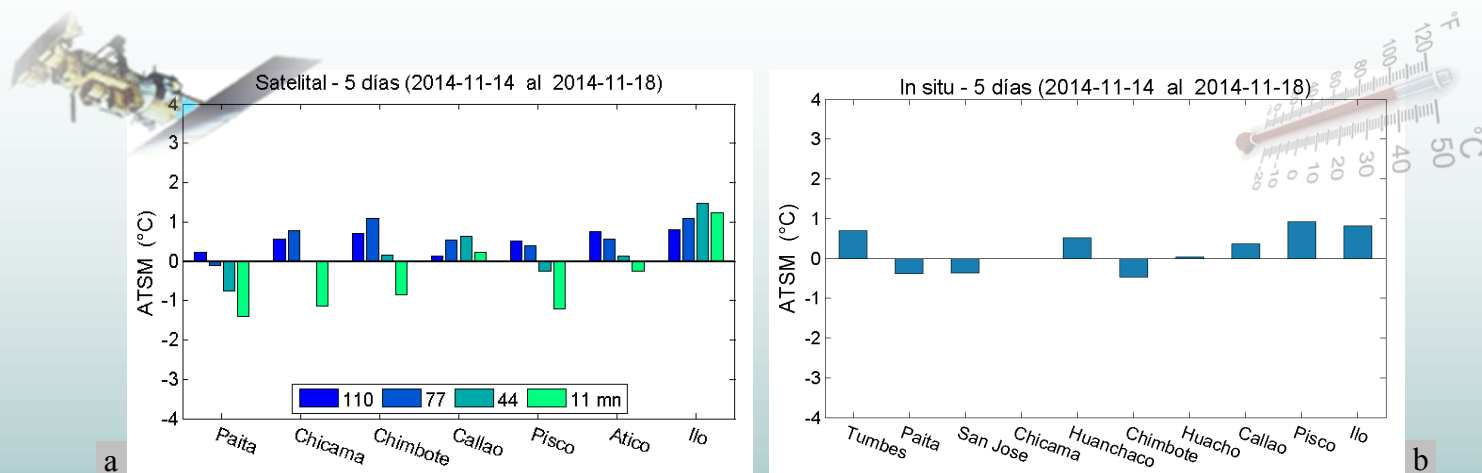 Satelital - 5 días (2014-11-14 al 2014-11-18)
ATSM (°C)
4
3
2
1
0
-1
-2
-3
-4
110 77 44 11 mn
Paita Chicama Chimbote Callao Pisco Atico Ilo
a
In situ - 5 días (2014-11-14 al 2014-11-18)
ATSM (°C)
4
3
2
1
0
-1
-2
-3
-4
Tumbes Paita San Jose Chicama Huanchaco Chimbote Huacho Callao Pisco Ilo
b
°F
120
100
80
60
40
°C
-20 -10 0 10 20 30 40 50